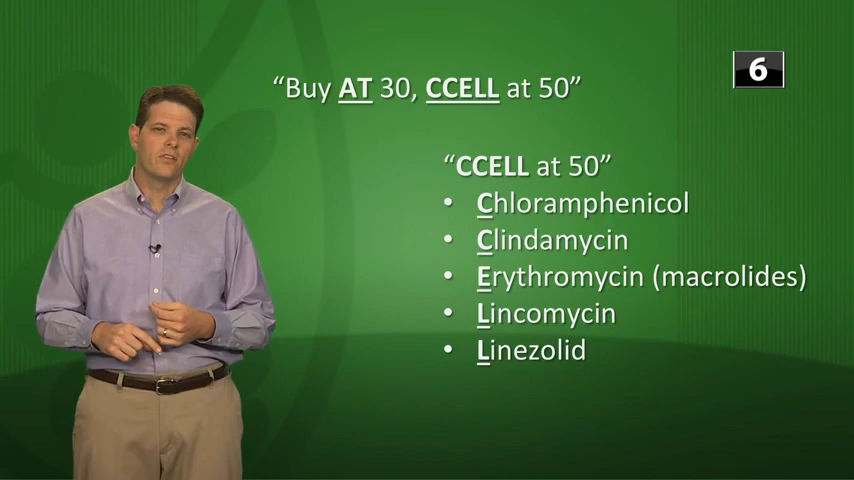 “Buy AT 30, CCELL at 50”
6
“CCELL at 50”
• Chloramphenicol
• Clindamycin
• Erythromycin (macrolides)
• Lincomycin
• Linezolid